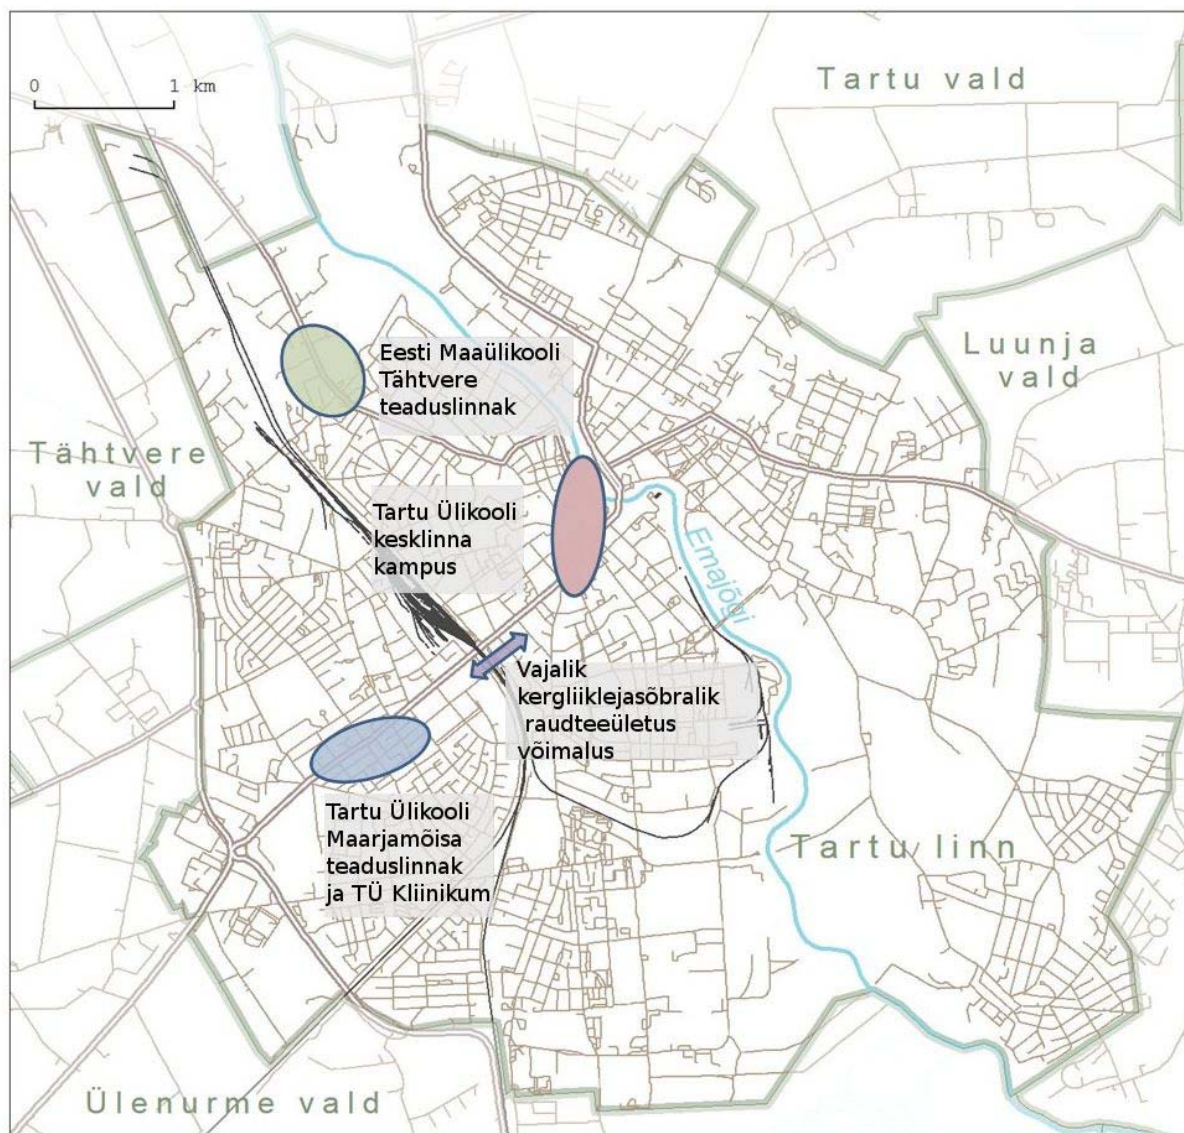 Tartu vald
0 1 km
Luunja
vald
Eesti Maaülikooli
Tähtvere
teaduslinnak
Tähtvere
vald
Tartu Ülikooli
kesklinna
kampus
Emajõgi
Vajalik
kergliiklejasõbralik
raudteeületus
võimalus
Tartu Ülikooli
Maarjamõisa
teaduslinnak
ja TÜ Kliinikum
Tartu linn
Ülenurme vald